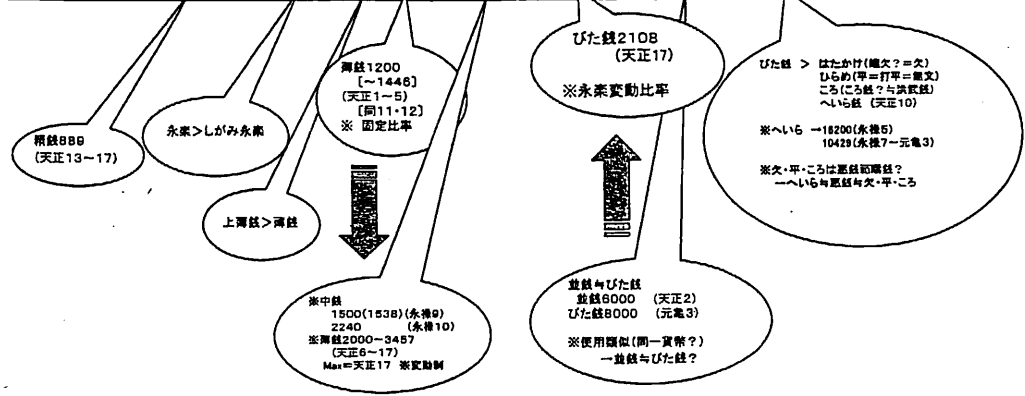 頬銭889
(天正13~17)
永楽>しがみ永楽
上薄銭>薄銭
薄銭1200
[~1446]
(天正1~5)
[同11・12]
※ 固定比率
※中銭
1500(1538)(永禄9)
2240 (永禄10)
※薄銭2000~3457
(天正6~17)
Max=天正17 ※変動制
びた銭2108
(天正17)
※永楽変動比率
並銭≒びた銭
並銭6000 (天正2)
びた銭8000 (元亀3)
※使用類似(同一貨幣?)
→並銭≒びた銭?
びた銭 > はたかけ(端欠?=欠)
ひらめ(平=打平=無文)
ころ(ころ銭?≒洪武銭)
へいら銭 (天正10)
※へいら →16200(永禄5)
10429(永禄7~元亀3)
※欠・平・ころは悪銭範疇銭?
→へいら≒悪銭≒欠・平・ころ